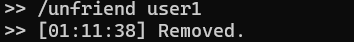 >> /unfriend user1
>> [01:11:38] Removed.